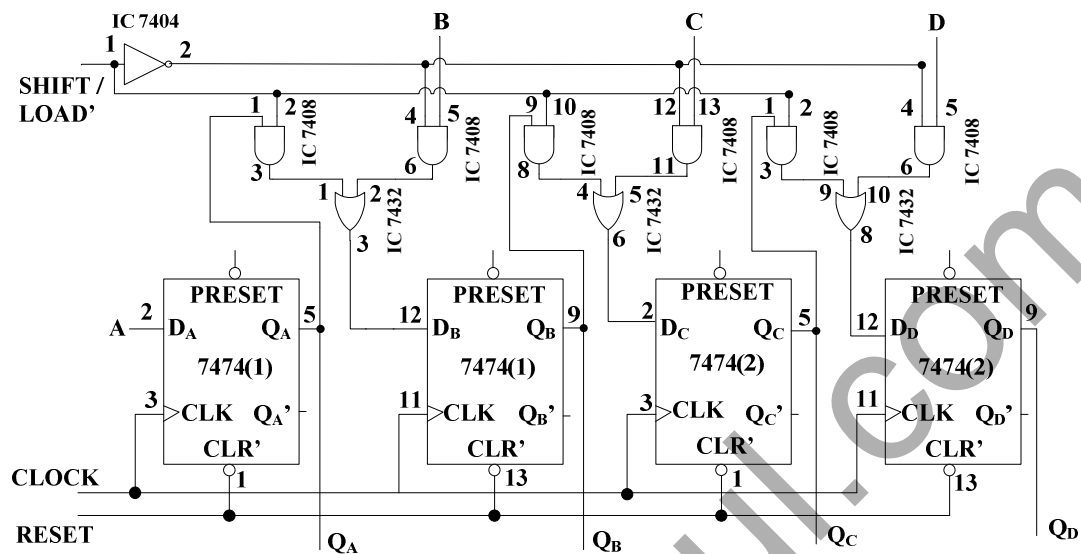 IC 7404
B
C
D
1
2
SHIFT /
LOAD'
1
2
4
5
9
10
12
13
1
2
4
5
IC 7408
IC 7408
IC 7408
IC 7408
IC 7408
IC 7408
3
6
8
11
3
6
1
2
4
5
9
10
IC 7432
IC 7432
IC 7432
3
6
8
PRESET
PRESET
PRESET
PRESET
A
2
DA
QA
5
12
DB
QB
9
2
DC
QC
5
12
DD
QD
9
7474(1)
7474(1)
7474(2)
7474(2)
3
CLK
QA'
11
CLK
QB'
3
CLK
QC'
11
CLK
QD'
CLR'
CLR'
CLR'
CLR'
CLOCK
1
13
1
13
RESET
QA
QB
QC
QD
ul.com